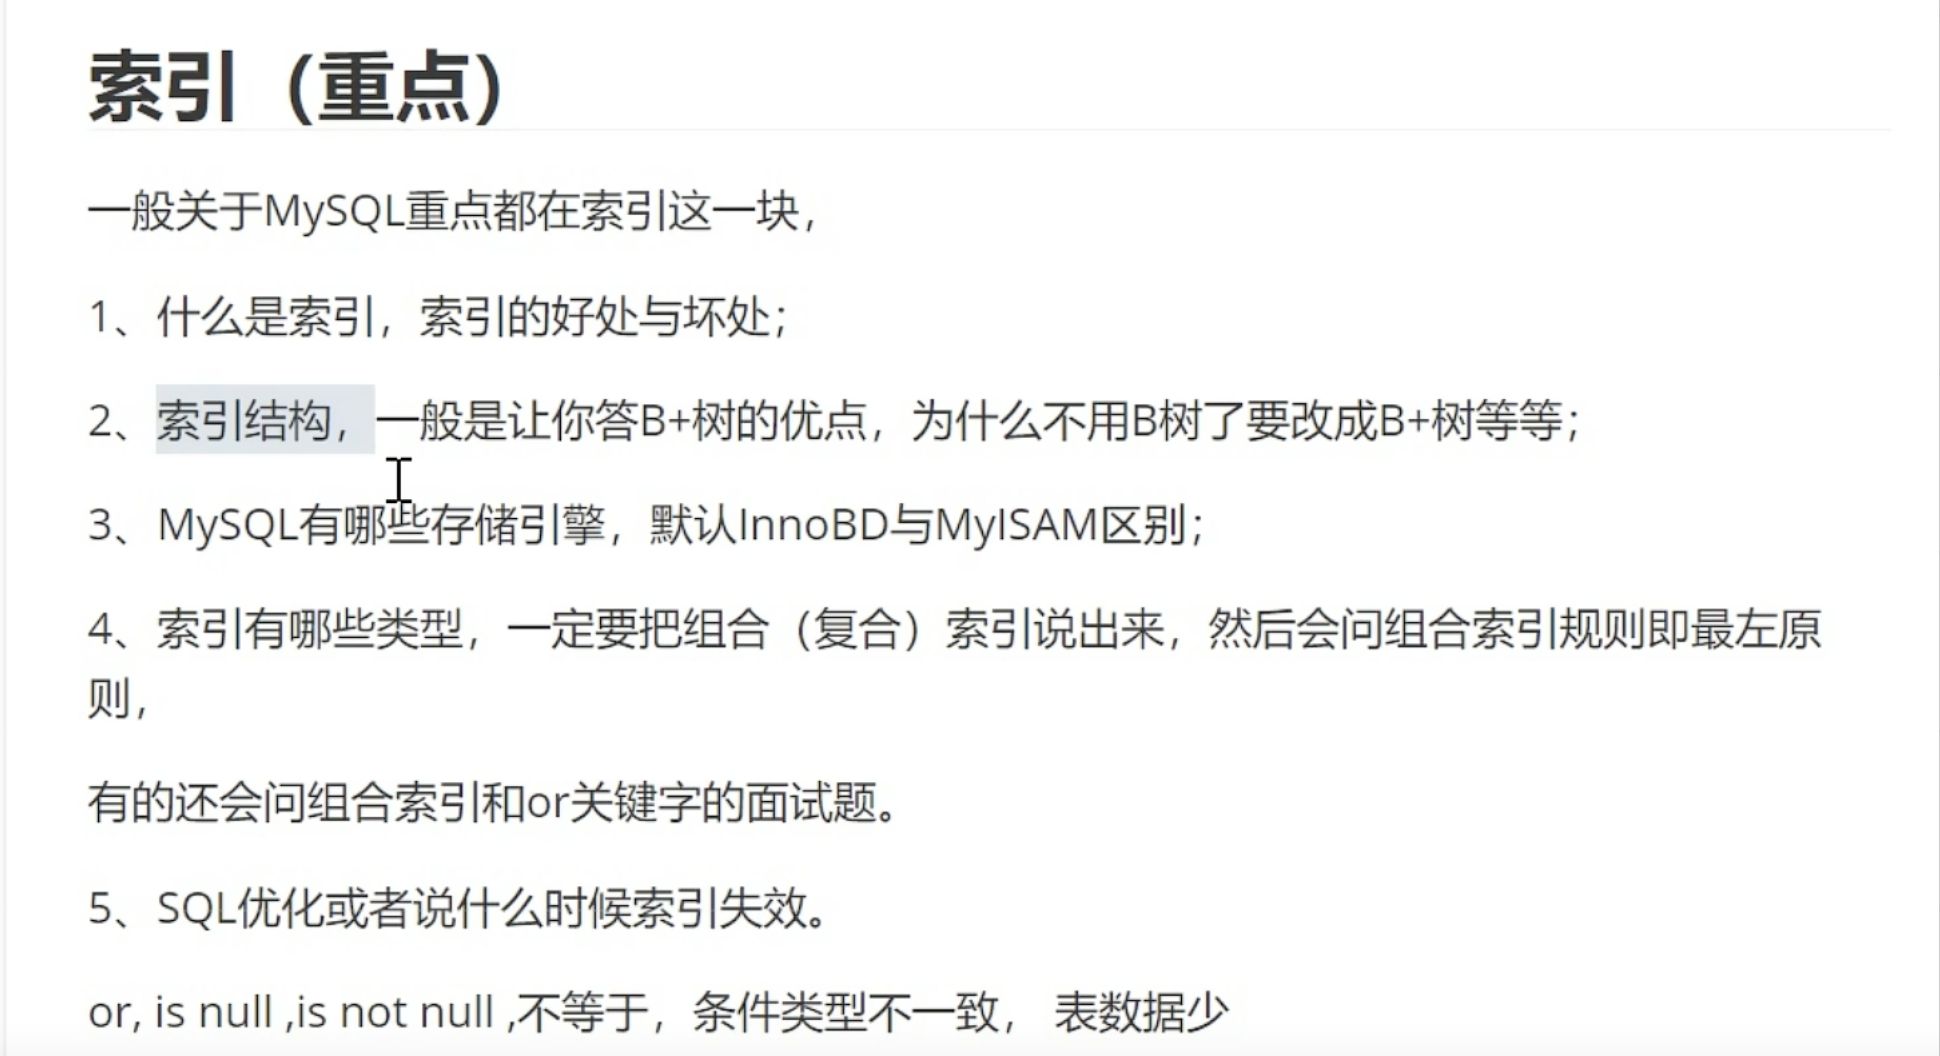 索引（重点）
一般关于MySQL重点都在索引这一块，
1、什么是索引，索引的好处与坏处；
2、索引结构，一般是让你答B+树的优点，为什么不用B树了要改成B+树等等；
3、MySQL有哪些存储引擎，默认InnoBD与MyISAM区别；
4、索引有哪些类型，一定要把组合（复合）索引说出来，然后会问组合索引规则即最左原
则，
有的还会问组合索引和or关键字的面试题。
5、SQL优化或者说什么时候索引失效。
or, is null ,is not null ,不等于，条件类型不一致， 表数据少